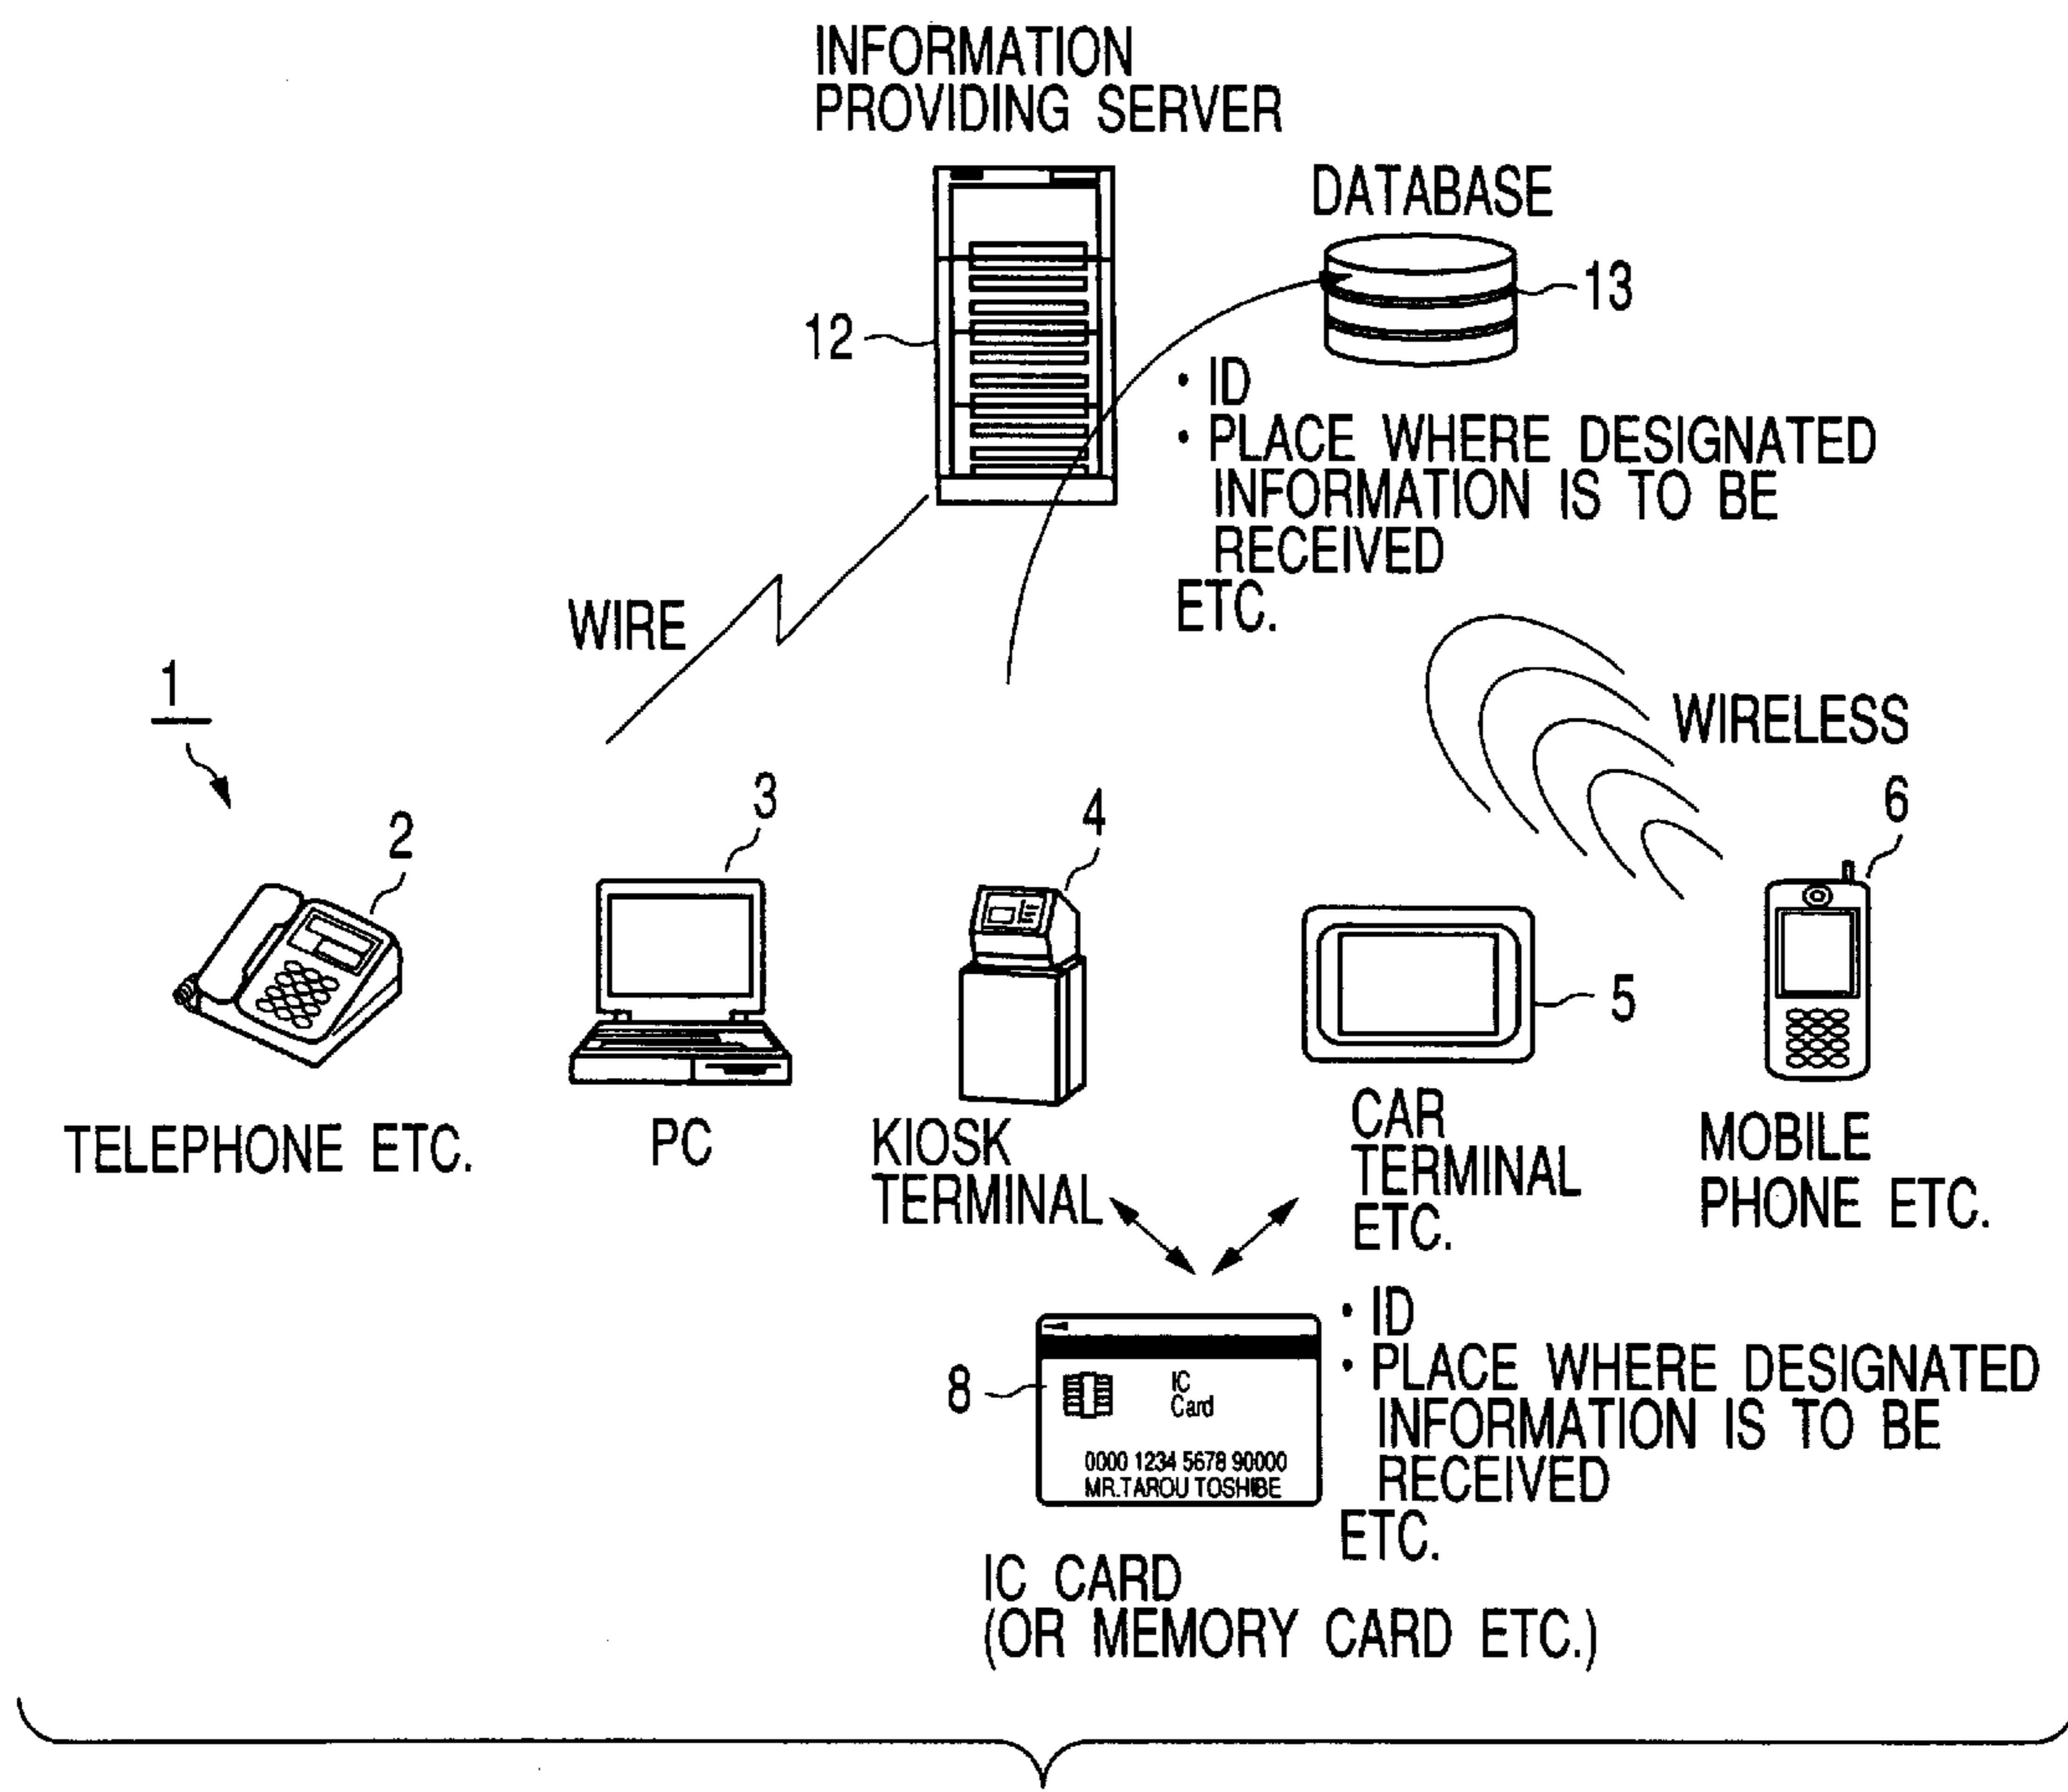 INFORMATION
PROVIDING SERVER
DATABASE
13
12
• ID
• PLACE WHERE DESIGNATED
INFORMATION IS TO BE
RECEIVED
ETC.
WIRE
1
WIRELESS
2
3
4
6
5
TELEPHONE ETC.
PC
KIOSK
TERMINAL
CAR
TERMINAL
ETC.
MOBILE
PHONE ETC.
8
IC
Card
0000 1234 5678 90000
MR.TAROU TOSHIBE
• ID
• PLACE WHERE DESIGNATED
INFORMATION IS TO BE
RECEIVED
ETC.
IC CARD
(OR MEMORY CARD ETC.)